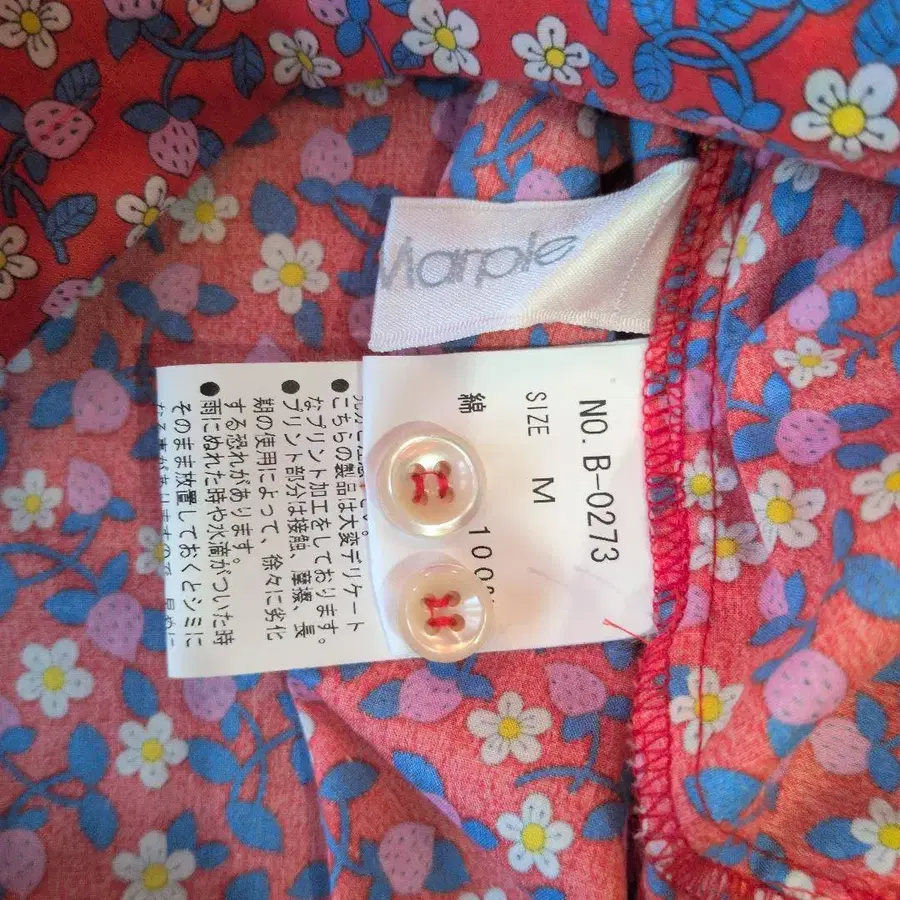 Marple
NO. B-0273
SIZE M
綿 100
●こちらの製品は大変デリケート
なプリント加工をしております。
●プリント部分は接触、摩擦、長
期の使用によって、徐々に劣化
する恐れがあります。
●雨にぬれた時や水滴がついた時
そのまま放置しておくとシミに